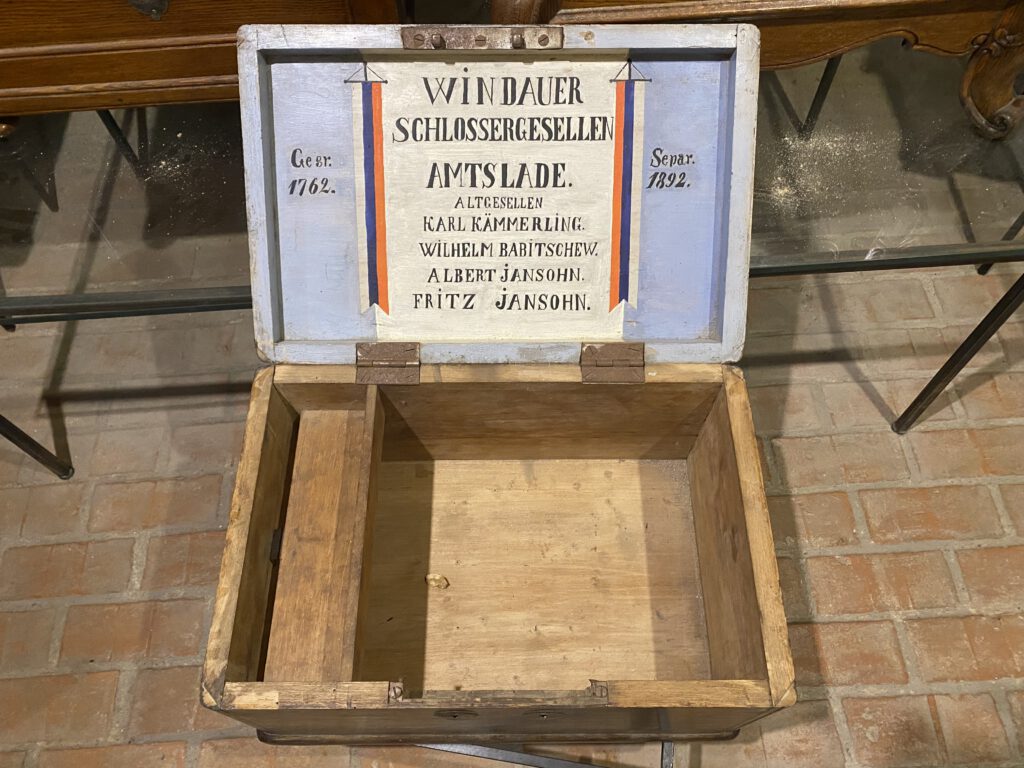 WINDAUER
SCHLOSSERGESELLEN
AMTSLADE.
ALTGESELLEN
KARL KÄMMERLING.
WILHELM BABITSCHEW.
ALBERT JANSOHN.
FRITZ JANSOHN.
Gegr.
1762.
Separ.
1892.